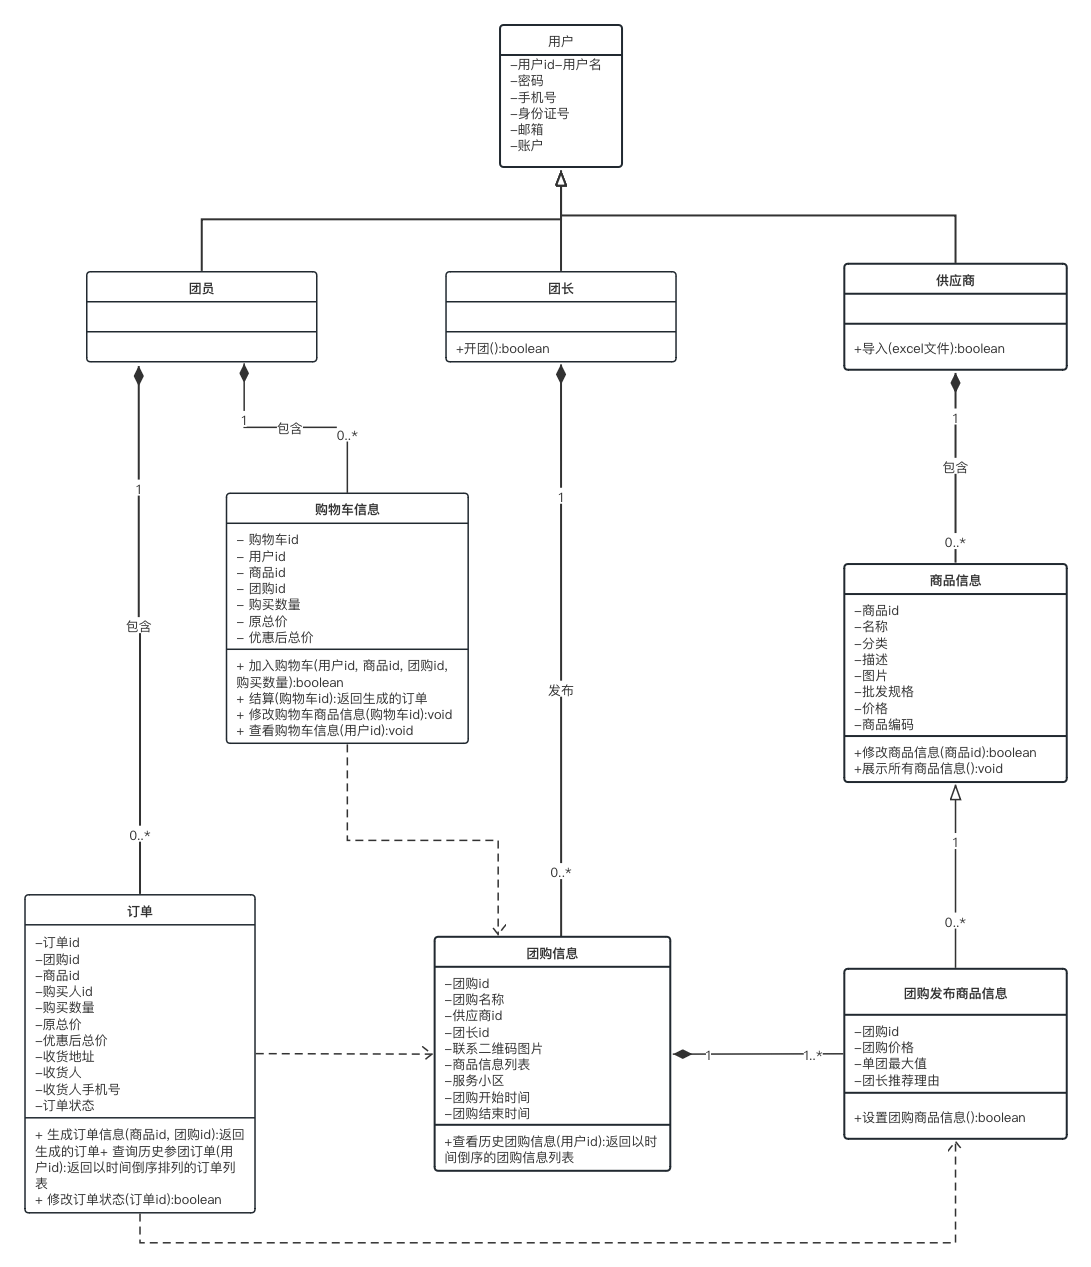 用户
-用户id-用户名
-密码
-手机号
-身份证号
-邮箱
-账户
团员
团长
+开团():boolean
供应商
+导入(excel文件):boolean
1
包含
0..*
1
包含
0..*
1
发布
0..*
1
包含
0..*
购物车信息
- 购物车id
- 用户id
- 商品id
- 团购id
- 购买数量
- 原总价
- 优惠后总价
+ 加入购物车(用户id, 商品id, 团购id,
购买数量):boolean
+ 结算(购物车id):返回生成的订单
+ 修改购物车商品信息(购物车id):void
+ 查看购物车信息(用户id):void
商品信息
-商品id
-名称
-分类
-描述
-图片
-批发规格
-价格
-商品编码
+修改商品信息(商品id):boolean
+展示所有商品信息():void
1
0..*
订单
-订单id
-团购id
-商品id
-购买人id
-购买数量
-原总价
-优惠后总价
-收货地址
-收货人
-收货人手机号
-订单状态
+ 生成订单信息(商品id, 团购id):返回
生成的订单+ 查询历史参团订单(用
户id):返回以时间倒序排列的订单列
表
+ 修改订单状态(订单id):boolean
团购信息
-团购id
-团购名称
-供应商id
-团长id
-联系二维码图片
-商品信息列表
-服务小区
-团购开始时间
-团购结束时间
+查看历史团购信息(用户id):返回以时
间倒序的团购信息列表
1
1..*
团购发布商品信息
-团购id
-团购价格
-单团最大值
-团长推荐理由
+设置团购商品信息():boolean